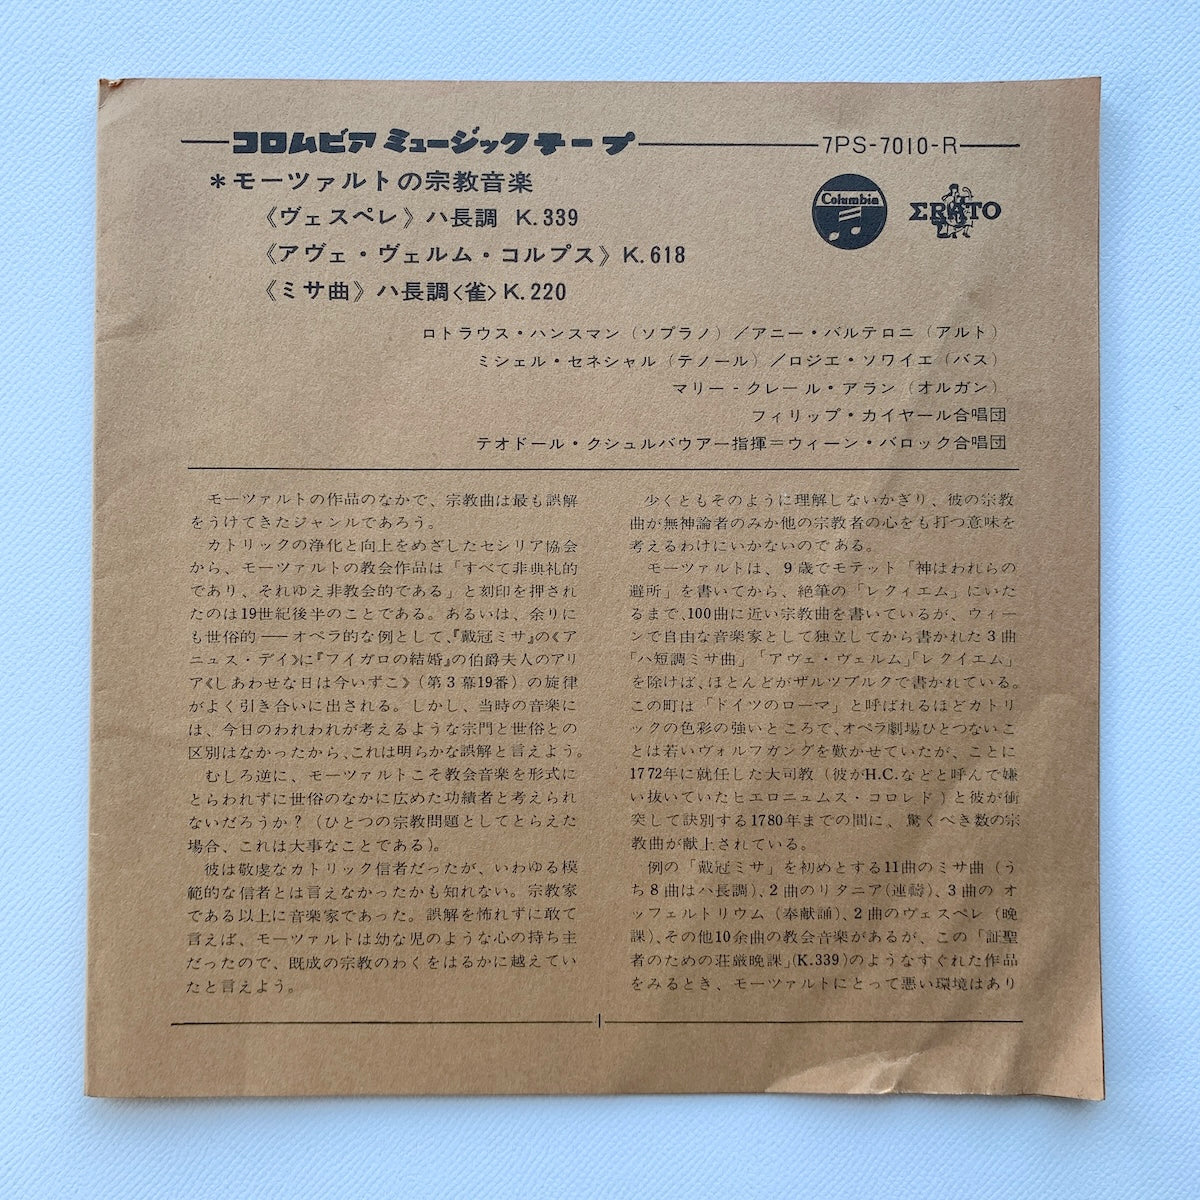 コロムビア ミュージック テープ 7PS-7010-R
*モーツァルトの宗教音楽
《ヴェスペレ》ハ長調 K.339
《アヴェ・ヴェルム・コルプス》K.618
《ミサ曲》ハ長調<雀>K.220
Columbia
ΣRATO
ロトラウス・ハンスマン(ソプラノ)/アニー・バルテロニ(アルト)
ミシェル・セネシャル(テノール)/ロジエ・ソワイエ(バス)
マリー-クレール・アラン(オルガン)
フィリップ・カイヤール合唱団
テオドール・クシュルバウアー指揮=ウィーン・バロック合唱団
モーツァルトの作品のなかで、宗教曲は最も誤解
をうけてきたジャンルであろう。
カトリックの浄化と向上をめざしたセシリア協会
から、モーツァルトの教会作品は「すべて非典礼的
であり、それゆえ非教会的である」と刻印を押され
たのは19世紀後半のことである。あるいは、余りに
も世俗的──オペラ的な例として、『戴冠ミサ』の《ア
ニュス・デイ》に『フイガロの結婚』の伯爵夫人のアリ
ア《しあわせな日は今いずこ》(第3幕19番)の旋律
がよく引き合いに出される。しかし、当時の音楽に
は、今日のわれわれが考えるような宗門と世俗との
区別はなかったから、これは明らかな誤解と言えよう。
むしろ逆に、モーツァルトこそ教会音楽を形式に
とらわれずに世俗のなかに広めた功績者と考えられ
ないだろうか?(ひとつの宗教問題としてとらえた
場合、これは大事なことである)。
彼は敬虔なカトリック信者だったが、いわゆる模
範的な信者とは言えなかったかも知れない。宗教家
である以上に音楽家であった。誤解を怖れずに敢て
言えば、モーツァルトは幼な児のような心の持ち主
だったので、既成の宗教のわくをはるかに越えてい
たと言えよう。
少くともそのように理解しないかぎり、彼の宗教
曲が無神論者のみか他の宗教者の心をも打つ意味を
考えるわけにいかないのである。
モーツァルトは、9歳でモテット「神はわれらの
避所」を書いてから、絶筆の「レクィエム」にいた
るまで、100曲に近い宗教曲を書いているが、ウィー
ンで自由な音楽家として独立してから書かれた3曲
「ハ短調ミサ曲」「アヴェ・ヴェルム」「レクイエム」
を除けば、ほとんどがザルツブルクで書かれている。
この町は「ドイツのローマ」と呼ばれるほどカトリ
ックの色彩の強いところで、オペラ劇場ひとつないこ
とは若いヴォルフガングを歎かせていたが、ことに
1772年に就任した大司教(彼がH.C.などと呼んで嫌
い抜いていたヒエロニュムス・コロレド)と彼が衝
突して訣別する1780年までの間に、驚くべき数の宗
教曲が献上されている。
例の「戴冠ミサ」を初めとする11曲のミサ曲(う
ち8曲はハ長調)、2曲のリタニア(連禱)、3曲のオ
ッフェルトリウム(奉献誦)、2曲のヴェスペレ(晩
課)、その他10余曲の教会音楽があるが、この「証聖
者のための荘厳晩課」(K.339)のようなすぐれた作品
をみるとき、モーツァルトにとって悪い環境はあり
1